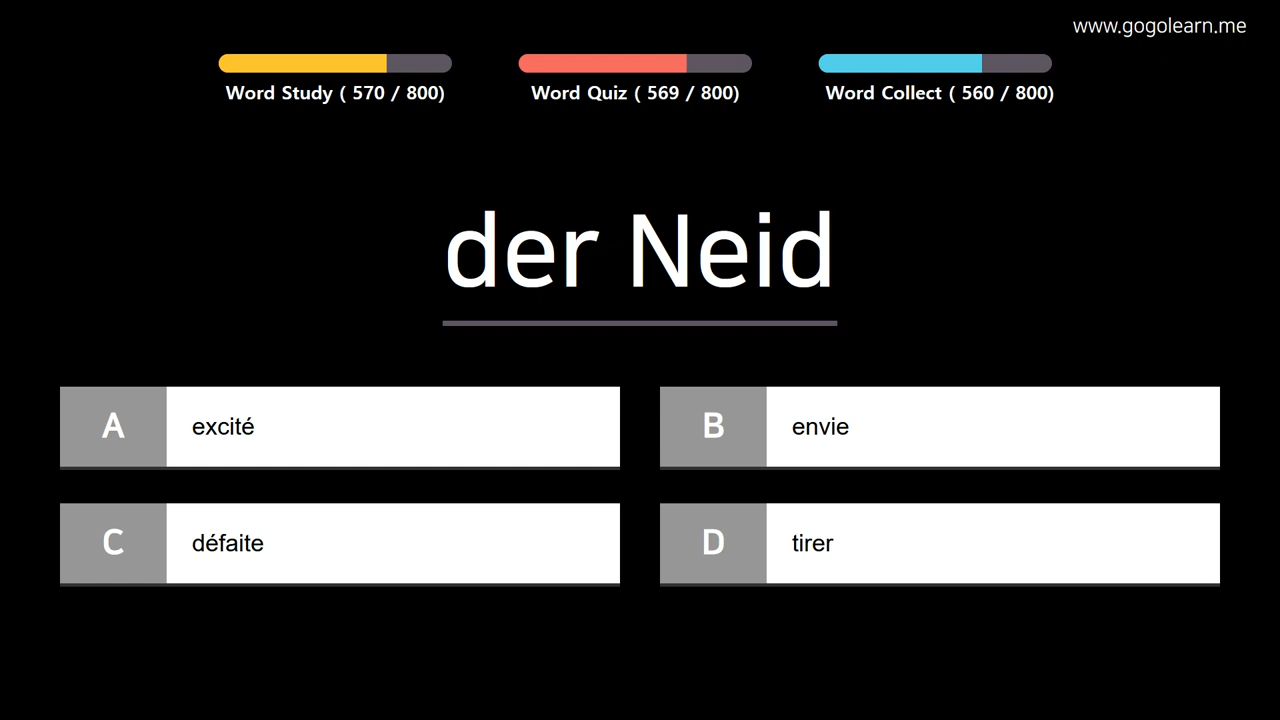 www.gogolearn.me
Word Study ( 570 / 800)
Word Quiz ( 569 / 800)
Word Collect ( 560 / 800)
der Neid
A excité
B envie
C défaite
D tirer